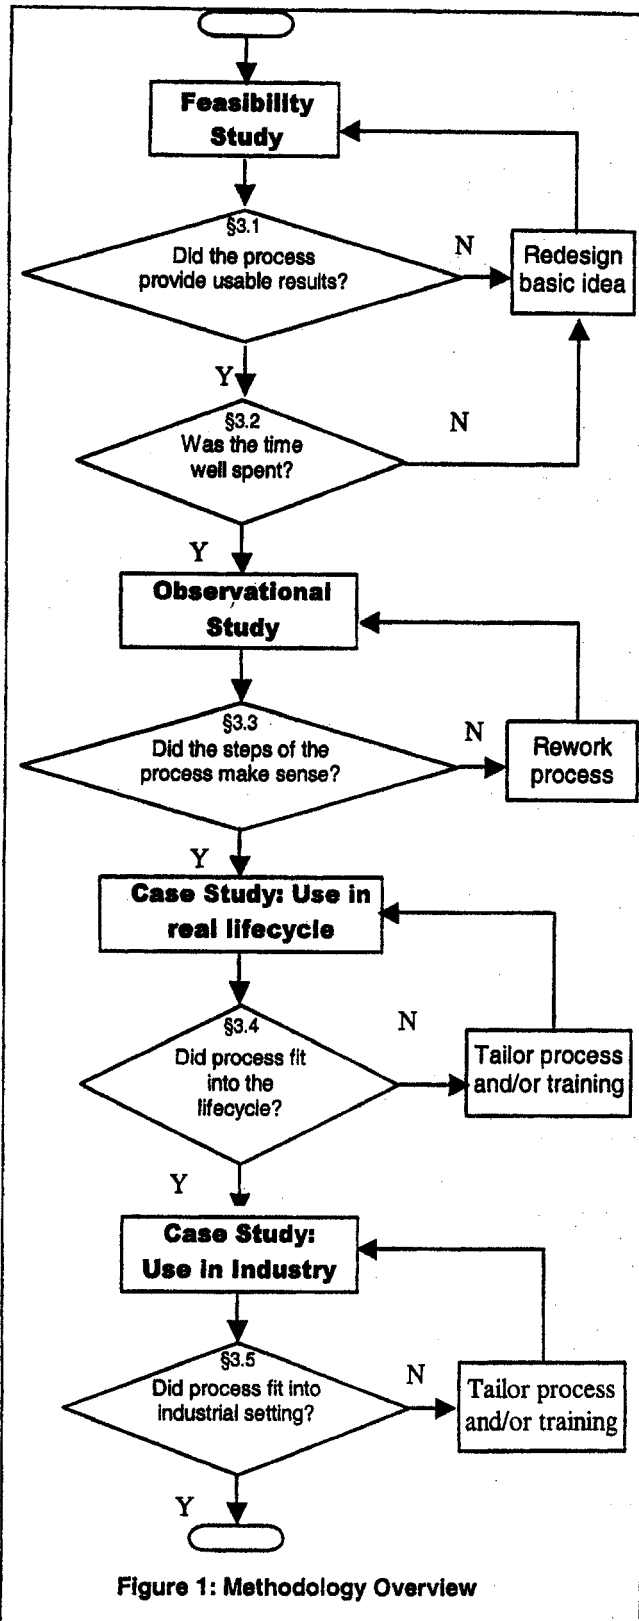 Feasibility
Study
§3.1
Did the process
provide usable results?
N
Redesign
basic idea
Y
§3.2
Was the time
well spent?
N
Y
Observational
Study
§3.3
Did the steps of the
process make sense?
N
Rework
process
Y
Case Study: Use in
real lifecycle
§3.4
Did process fit
into the
lifecycle?
N
Tailor process
and/or training
Y
Case Study:
Use in Industry
§3.5
Did process fit into
industrial setting?
N
Tailor process
and/or training
Y
Figure 1: Methodology Overview